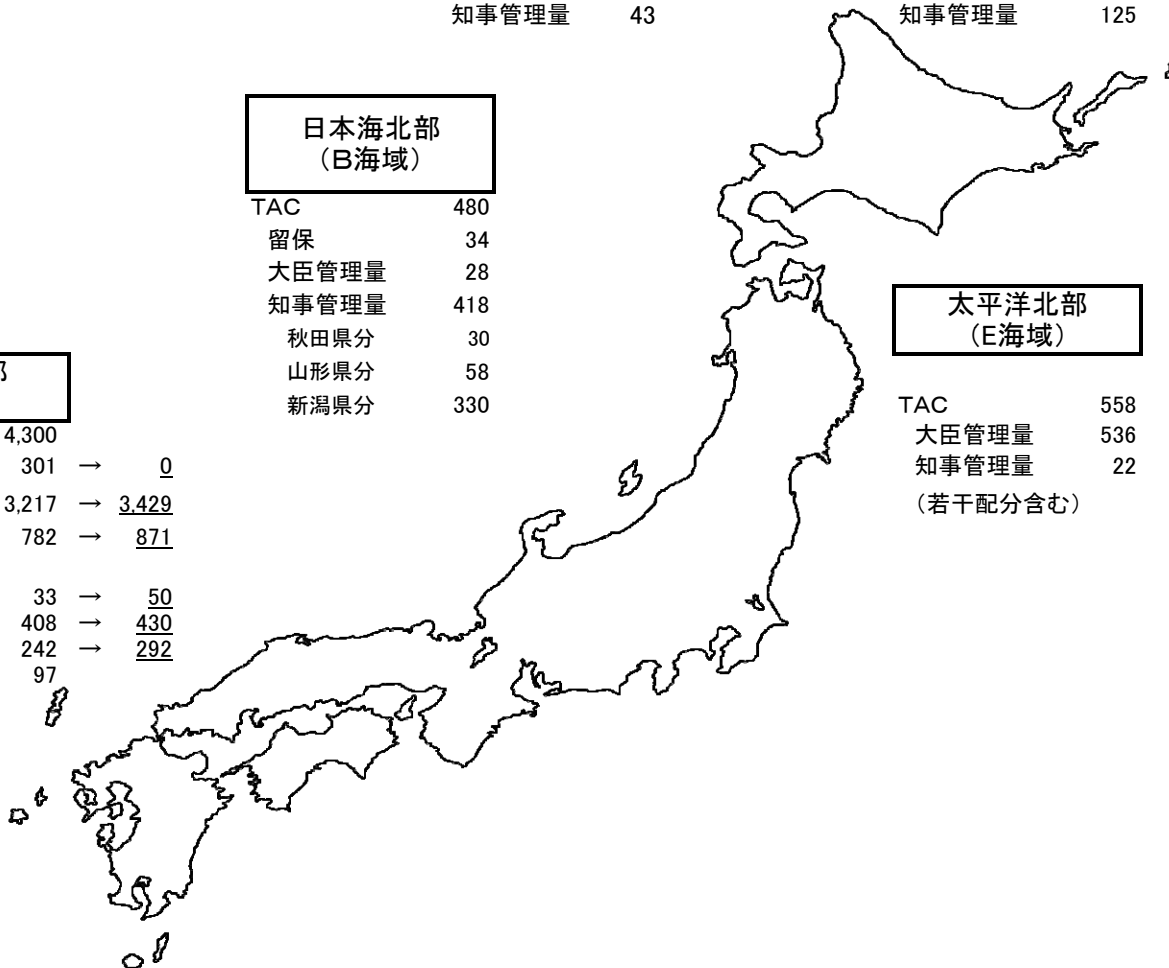 知事管理量 43
知事管理量 125
日本海北部
（B海域）
TAC 480
留保 34
大臣管理量 28
知事管理量 418
秋田県分 30
山形県分 58
新潟県分 330
太平洋北部
（E海域）
TAC 558
大臣管理量 536
知事管理量 22
（若干配分含む）
4,300
301 → 0
3,217 → 3,429
782 → 871
33 → 50
408 → 430
242 → 292
97